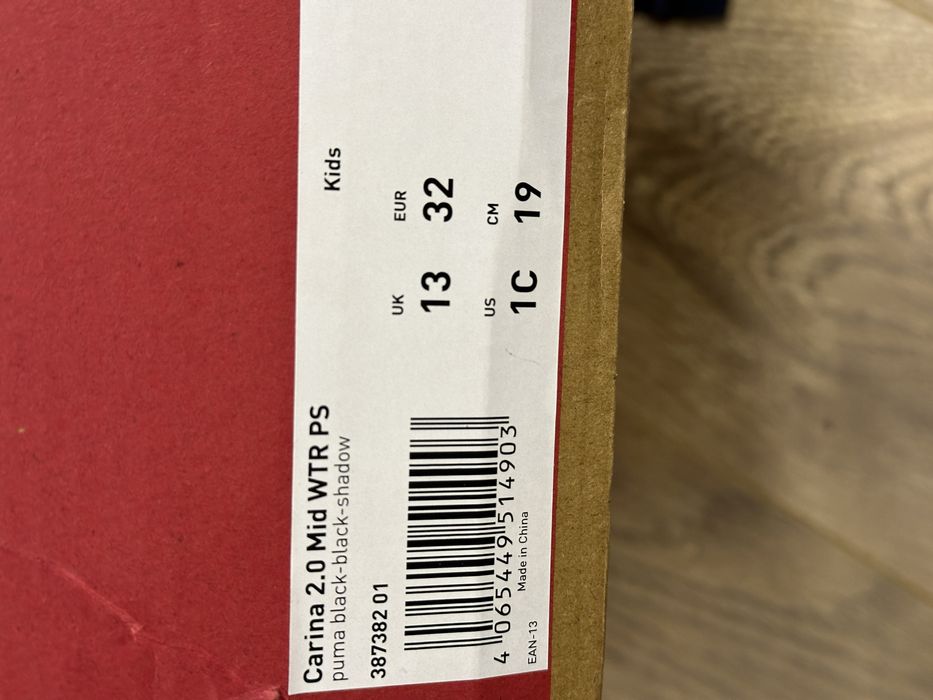 Carina 2.0 Mid WTR PS
puma black-black-shadow
Kids
387382 01
UK
13
EUR
32
US
1C
CM
19
4 065449 514903
Made in China
EAN-13